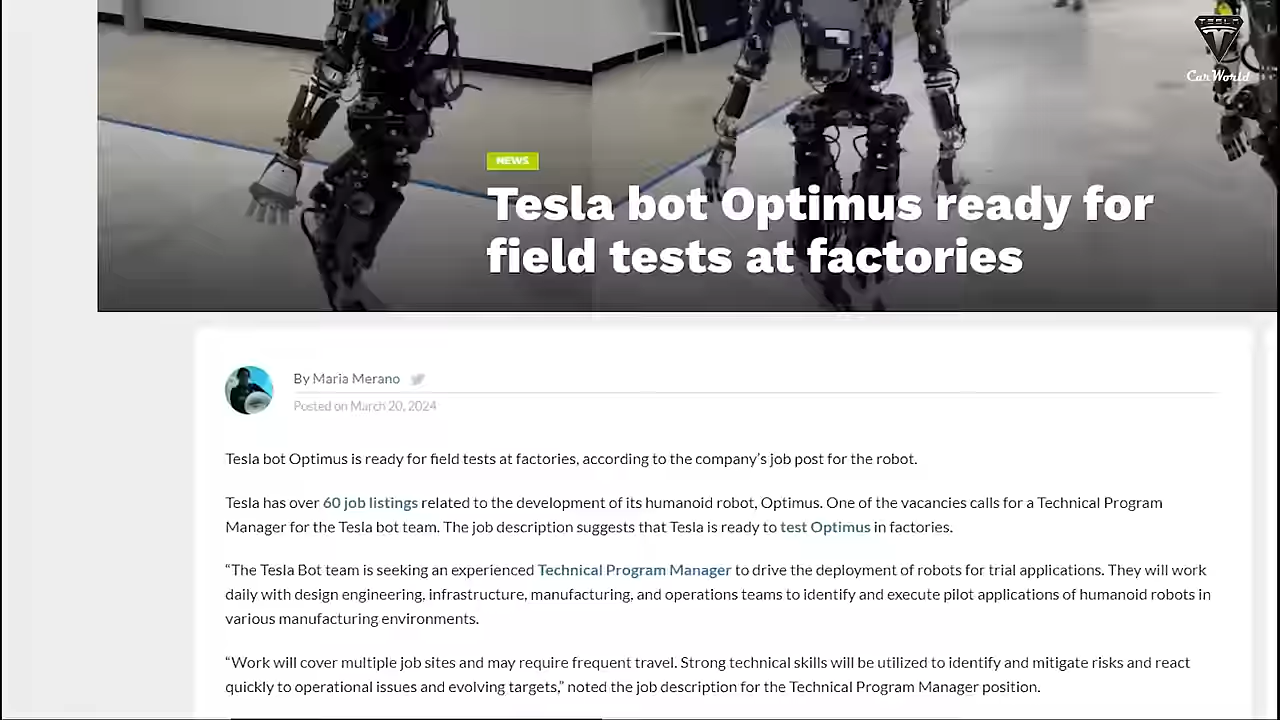 TESLA
Car World
NEWS
Tesla bot Optimus ready for
field tests at factories
By Maria Merano
Posted on March 20, 2024
Tesla bot Optimus is ready for field tests at factories, according to the company’s job post for the robot.
Tesla has over 60 job listings related to the development of its humanoid robot, Optimus. One of the vacancies calls for a Technical Program
Manager for the Tesla bot team. The job description suggests that Tesla is ready to test Optimus in factories.
“The Tesla Bot team is seeking an experienced Technical Program Manager to drive the deployment of robots for trial applications. They will work
daily with design engineering, infrastructure, manufacturing, and operations teams to identify and execute pilot applications of humanoid robots in
various manufacturing environments.
“Work will cover multiple job sites and may require frequent travel. Strong technical skills will be utilized to identify and mitigate risks and react
quickly to operational issues and evolving targets,” noted the job description for the Technical Program Manager position.